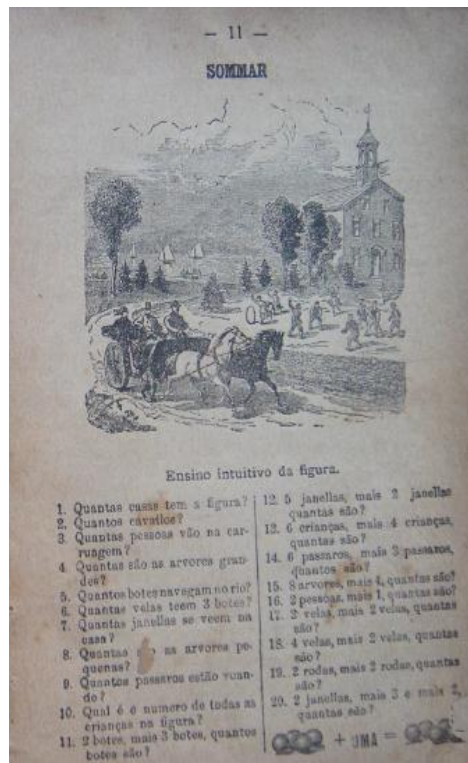 — 11 —
SOMMAR
Ensino intuitivo da figura.
1. Quantas casas tem a figura?
2. Quantos cavallos?
3 Quantas pessoas vão na car-
ruagem?
4 Quantas são as arvores gran-
des?
5. Quantos botes navegam no rio?
6. Quantas velas teem 3 botes?
7. Quantas janellas se veem na
casa?
8. Quantas são as arvores pe-
quenas?
9. Quantos passaros estão voan-
do?
10. Qual é o numero de todas as
crianças na figura?
11. 2 botes, mais 3 botes, quantos
botes são?
12. 5 janellas, mais 2 janellas
quantas são?
13. 6 crianças, mais 4 crianças,
quantas são?
14. 6 passaros, mais 3 passaros,
quantos são?
15. 8 arvores, mais 1, quantas são?
16. 2 pessoas, mais 1, quantas são?
17. 3 velas, mais 2 velas, quantas
são?
18. 4 velas, mais 2 velas, quantas
são?
19. 2 rodas, mais 2 rodas, quantas
são?
20. 2 janellas, mais 3 e mais 2,
quantas são?
+ UMA =